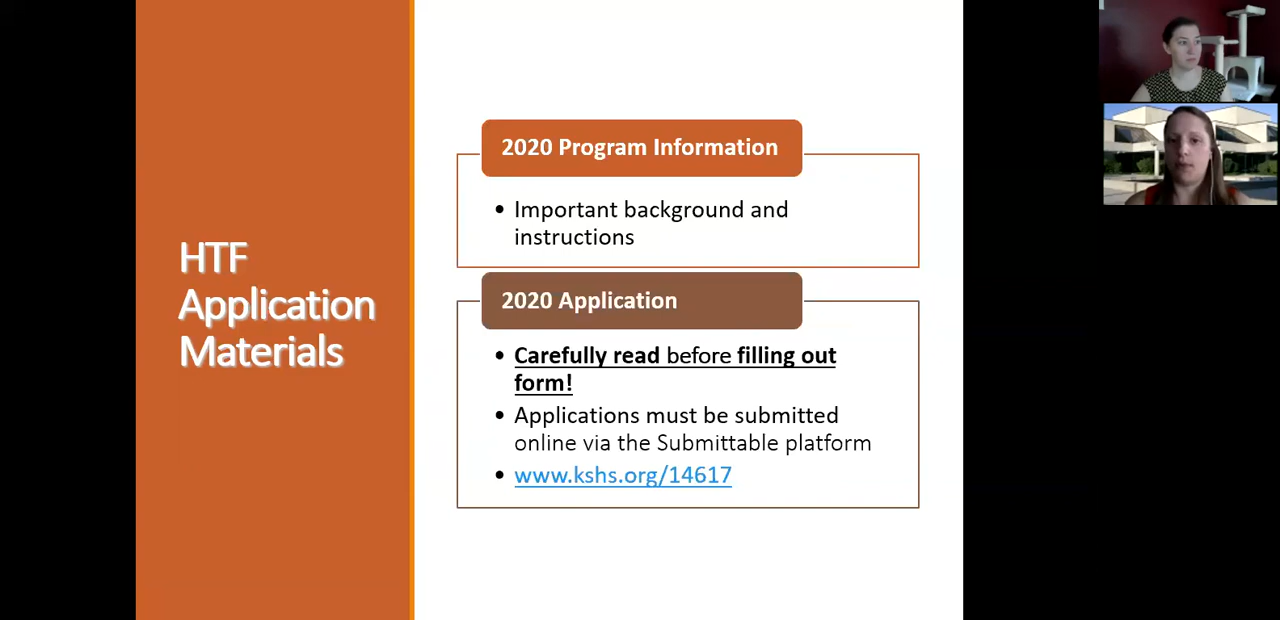 HTF
Application
Materials
2020 Program Information
• Important background and
instructions
2020 Application
• Carefully read before filling out
form!
• Applications must be submitted
online via the Submittable platform
• www.kshs.org/14617